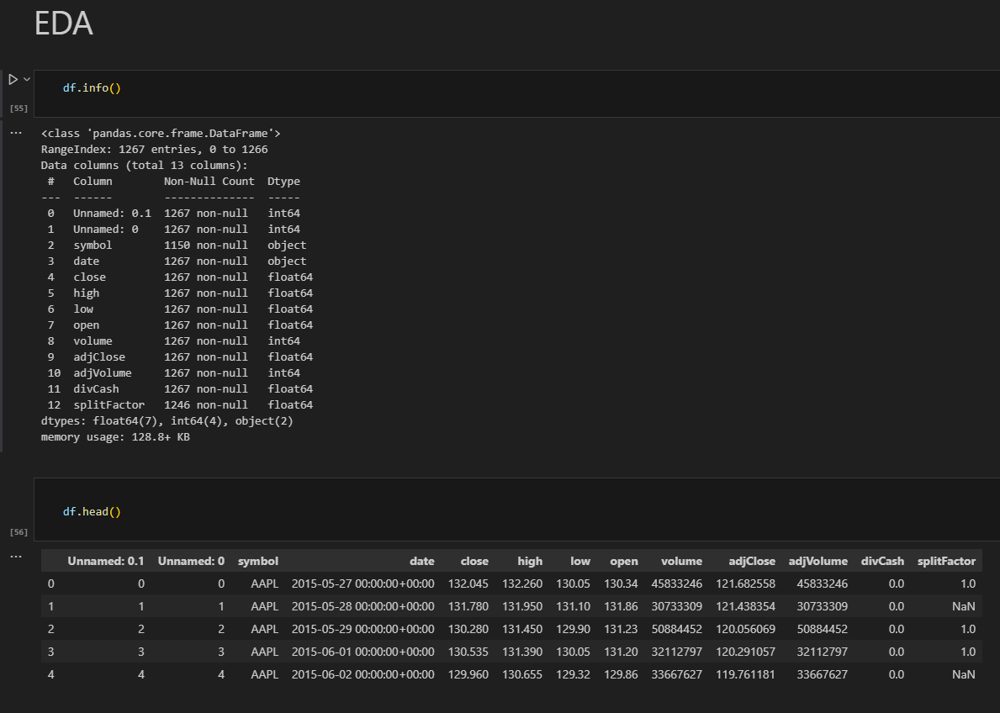 EDA
df.info()
[55]
...
<class 'pandas.core.frame.DataFrame'>
RangeIndex: 1267 entries, 0 to 1266
Data columns (total 13 columns):
 #   Column        Non-Null Count  Dtype
---  ------        --------------  -----
 0   Unnamed: 0.1  1267 non-null   int64
 1   Unnamed: 0    1267 non-null   int64
 2   symbol        1150 non-null   object
 3   date          1267 non-null   object
 4   close         1267 non-null   float64
 5   high          1267 non-null   float64
 6   low           1267 non-null   float64
 7   open          1267 non-null   float64
 8   volume        1267 non-null   int64
 9   adjClose      1267 non-null   float64
 10  adjVolume     1267 non-null   int64
 11  divCash       1267 non-null   float64
 12  splitFactor   1246 non-null   float64
dtypes: float64(7), int64(4), object(2)
memory usage: 128.8+ KB
df.head()
[56]
...
Unnamed: 0.1 Unnamed: 0 symbol date close high low open volume adjClose adjVolume divCash splitFactor
0 0 0 AAPL 2015-05-27 00:00:00+00:00 132.045 132.260 130.05 130.34 45833246 121.682558 45833246 0.0 1.0
1 1 1 AAPL 2015-05-28 00:00:00+00:00 131.780 131.950 131.10 131.86 30733309 121.438354 30733309 0.0 NaN
2 2 2 AAPL 2015-05-29 00:00:00+00:00 130.280 131.450 129.90 131.23 50884452 120.056069 50884452 0.0 1.0
3 3 3 AAPL 2015-06-01 00:00:00+00:00 130.535 131.390 130.05 131.20 32112797 120.291057 32112797 0.0 1.0
4 4 4 AAPL 2015-06-02 00:00:00+00:00 129.960 130.655 129.32 129.86 33667627 119.761181 33667627 0.0 NaN